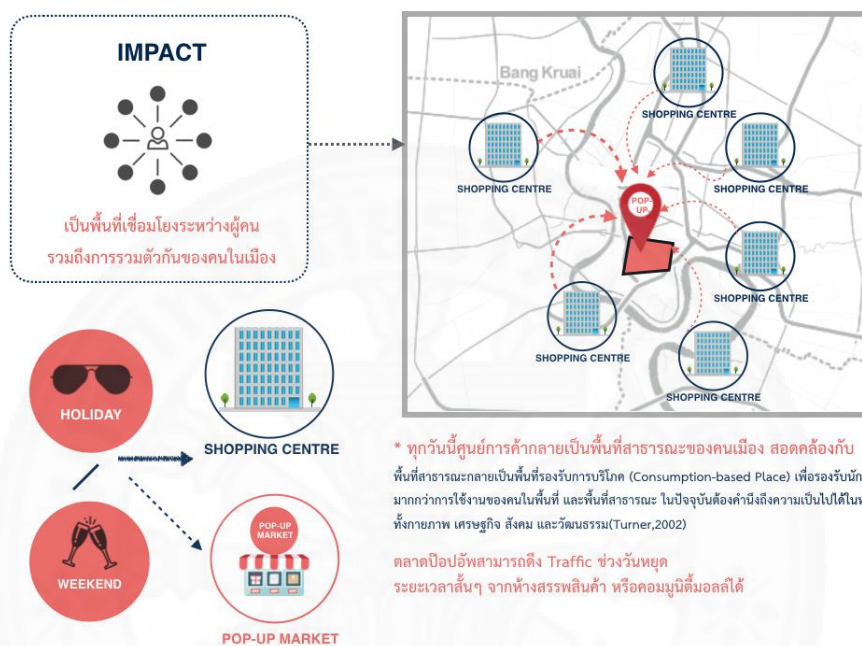 IMPACT
เป็นพื้นที่เชื่อมโยงระหว่างผู้คน
รวมถึงการรวมตัวกันของคนในเมือง
Bang Kruai
SHOPPING CENTRE
SHOPPING CENTRE
SHOPPING CENTRE
POP-
UP
SHOPPING CENTRE
SHOPPING CENTRE
SHOPPING CENTRE
HOLIDAY
SHOPPING CENTRE
WEEKEND
POP-UP
MARKET
POP-UP MARKET
* ทุกวันนี้ศูนย์การค้ากลายเป็นพื้นที่สาธารณะของคนเมือง สอดคล้องกับ
พื้นที่สาธารณะกลายเป็นพื้นที่รองรับการบริโภค (Consumption-based Place) เพื่อรองรับนัก
มากกว่าการใช้งานของคนในพื้นที่ และพื้นที่สาธารณะ ในปัจจุบันต้องคำนึงถึงความเป็นไปได้ใน
ทั้งกายภาพ เศรษฐกิจ สังคม และวัฒนธรรม(Turner,2002)
ตลาดป๊อปอัพสามารถดึง Traffic ช่วงวันหยุด
ระยะเวลาสั้นๆ จากห้างสรรพสินค้า หรือคอมมูนิตี้มอลล์ได้